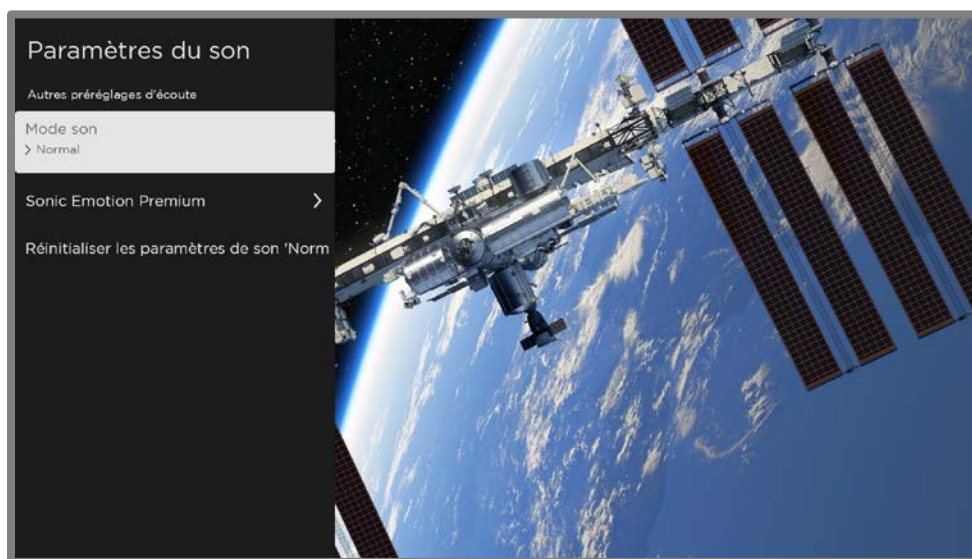 Paramètres du son
Autres préréglages d'écoute
Mode son
> Normal
Sonic Emotion Premium >
Réinitialiser les paramètres de son 'Norm